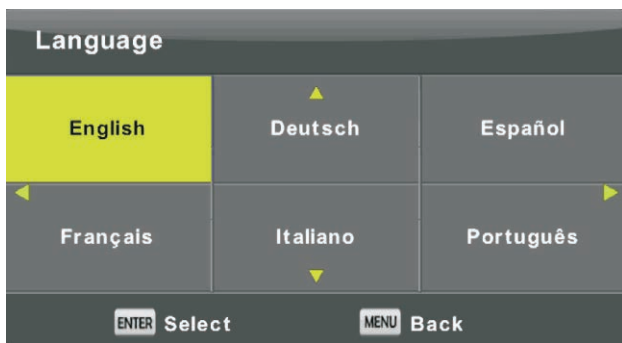 Language
English Deutsch Español
Français Italiano Português
ENTER Select MENU Back